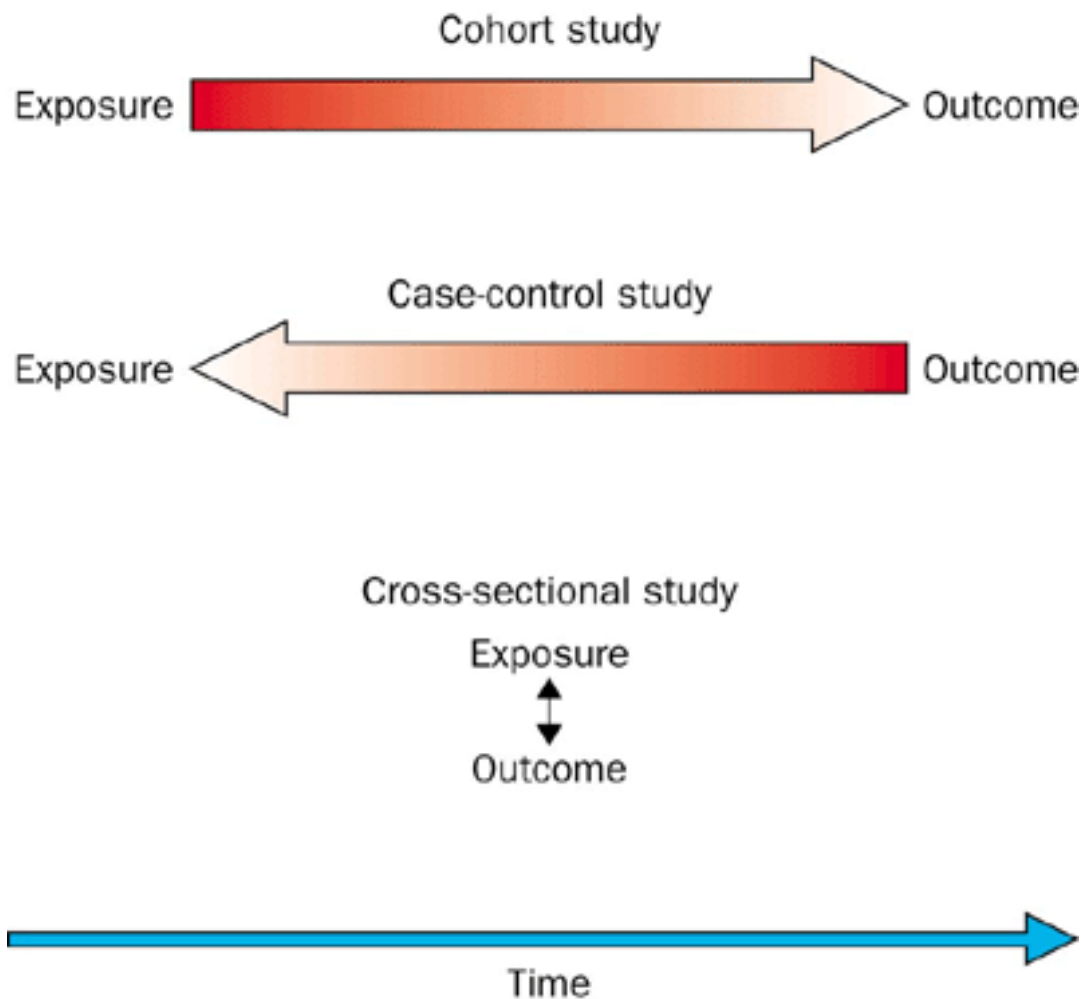 Cohort study
Exposure Outcome
Case-control study
Exposure Outcome
Cross-sectional study
Exposure
Outcome
Time